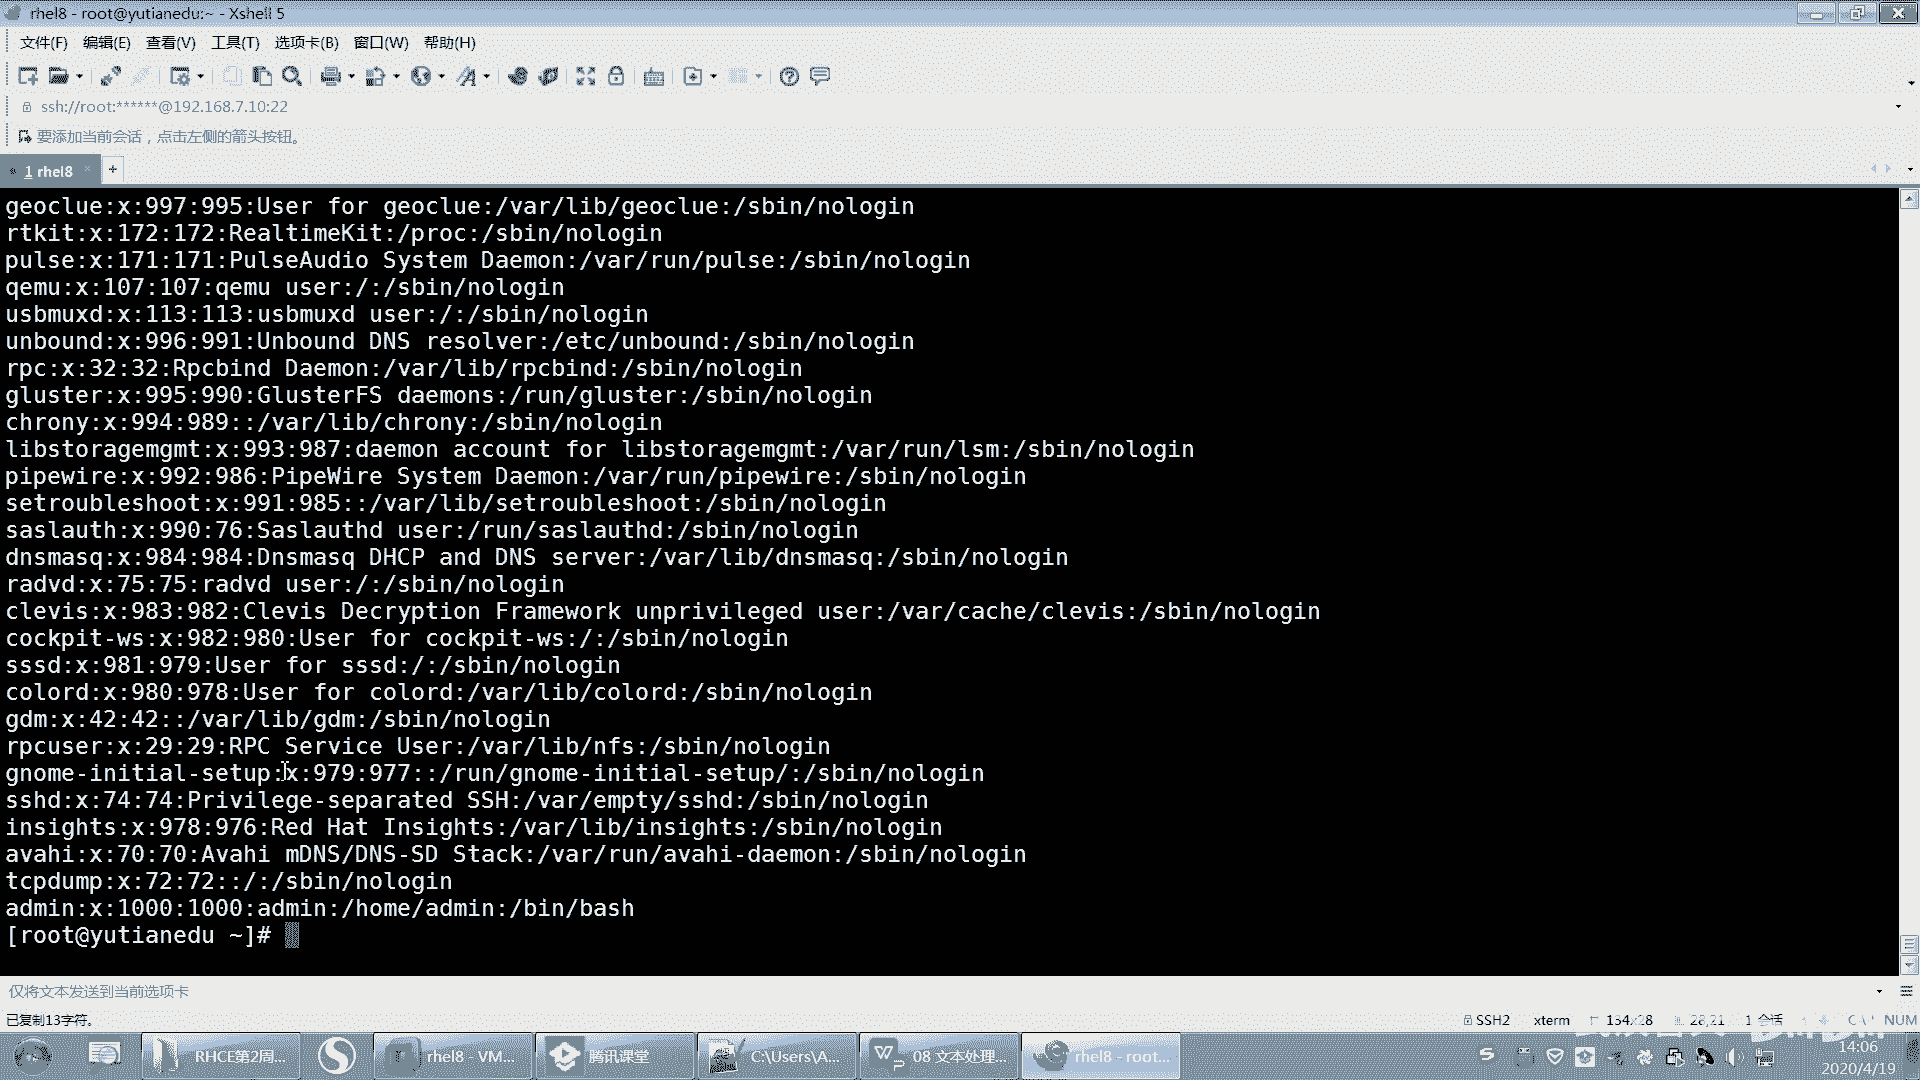 rhel8 - root@yutianedu:~ - Xshell 5
文件(F) 编辑(E) 查看(V) 工具(T) 选项卡(B) 窗口(W) 帮助(H)
ssh://root:******@192.168.7.10:22
要添加当前会话，点击左侧的箭头按钮。
1 rhel8
geoclue:x:997:995:User for geoclue:/var/lib/geoclue:/sbin/nologin
rtkit:x:172:172:RealtimeKit:/proc:/sbin/nologin
pulse:x:171:171:PulseAudio System Daemon:/var/run/pulse:/sbin/nologin
qemu:x:107:107:qemu user:/:/sbin/nologin
usbmuxd:x:113:113:usbmuxd user:/:/sbin/nologin
unbound:x:996:991:Unbound DNS resolver:/etc/unbound:/sbin/nologin
rpc:x:32:32:Rpcbind Daemon:/var/lib/rpcbind:/sbin/nologin
gluster:x:995:990:GlusterFS daemons:/run/gluster:/sbin/nologin
chrony:x:994:989::/var/lib/chrony:/sbin/nologin
libstoragemgmt:x:993:987:daemon account for libstoragemgmt:/var/run/lsm:/sbin/nologin
pipewire:x:992:986:PipeWire System Daemon:/var/run/pipewire:/sbin/nologin
setroubleshoot:x:991:985::/var/lib/setroubleshoot:/sbin/nologin
saslauth:x:990:76:Saslauthd user:/run/saslauthd:/sbin/nologin
dnsmasq:x:984:984:Dnsmasq DHCP and DNS server:/var/lib/dnsmasq:/sbin/nologin
radvd:x:75:75:radvd user:/:/sbin/nologin
clevis:x:983:982:Clevis Decryption Framework unprivileged user:/var/cache/clevis:/sbin/nologin
cockpit-ws:x:982:980:User for cockpit-ws:/:/sbin/nologin
sssd:x:981:979:User for sssd:/:/sbin/nologin
colord:x:980:978:User for colord:/var/lib/colord:/sbin/nologin
gdm:x:42:42::/var/lib/gdm:/sbin/nologin
rpcuser:x:29:29:RPC Service User:/var/lib/nfs:/sbin/nologin
gnome-initial-setup:x:979:977::/run/gnome-initial-setup/:/sbin/nologin
sshd:x:74:74:Privilege-separated SSH:/var/empty/sshd:/sbin/nologin
insights:x:978:976:Red Hat Insights:/var/lib/insights:/sbin/nologin
avahi:x:70:70:Avahi mDNS/DNS-SD Stack:/var/run/avahi-daemon:/sbin/nologin
tcpdump:x:72:72::/:/sbin/nologin
admin:x:1000:1000:admin:/home/admin:/bin/bash
[root@yutianedu ~]#
仅将文本发送到当前选项卡
已复制13字符。 SSH2 xterm 134x28 28,21 1 会话 NUM
RHCE第2周... rhel8 - VM... 腾讯课堂 C:\Users\A... 08 文本处理... rhel8 - root... 14:06
2020/4/19